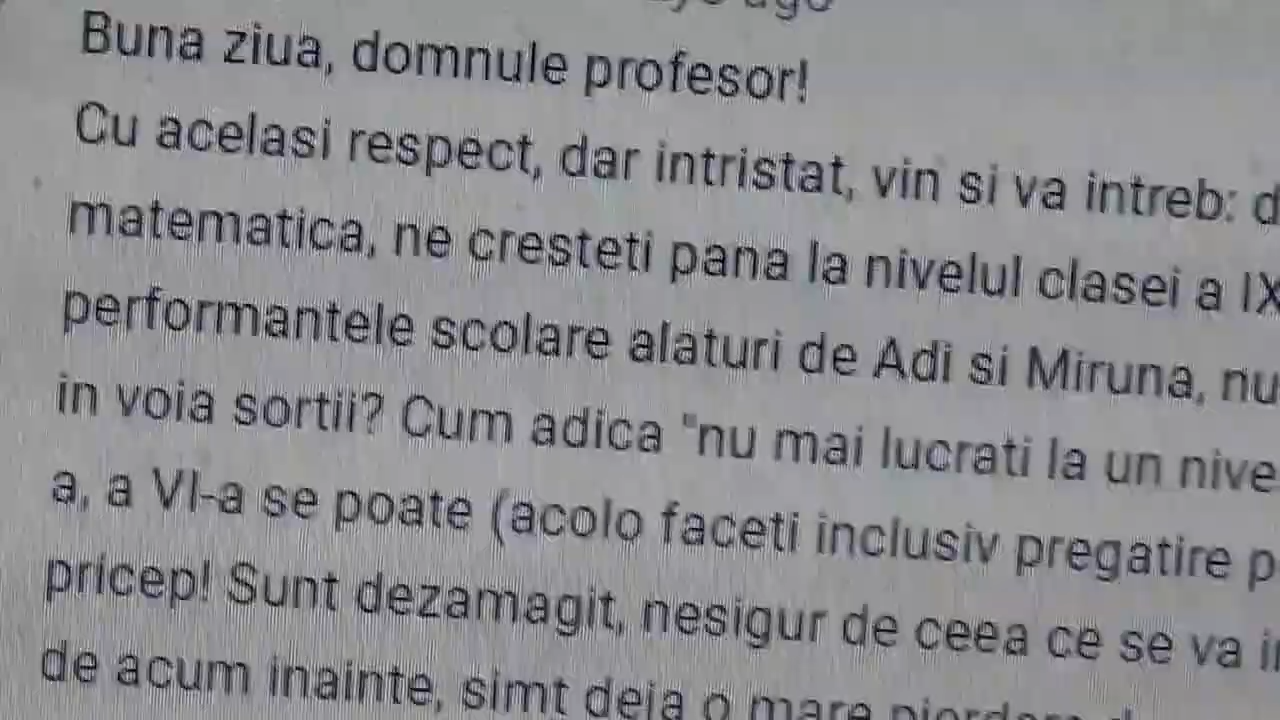 Buna ziua, domnule profesor!
Cu acelasi respect, dar intristat, vin si va intreb:
matematica, ne cresteti pana la nivelul clasei a IX
performantele scolare alaturi de Adi si Miruna, nu
in voia sortii? Cum adica "nu mai lucrati la un nive
a, a VI-a se poate (acolo faceti inclusiv pregatire p
pricep! Sunt dezamagit, nesigur de ceea ce se va
de acum inainte, simt deja o mare